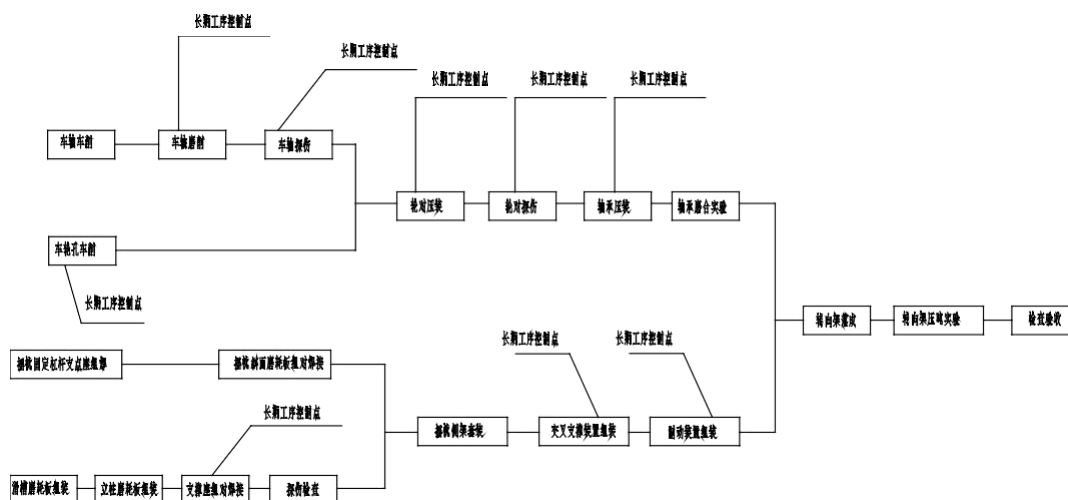 长期工序控制点
长期工序控制点
长期工序控制点
长期工序控制点
长期工序控制点
车轴车削
车轴磨削
车轴探伤
轮对压装
轮对探伤
轴承压装
轴承磨合实验
车轮孔车削
长期工序控制点
转向架落成
转向架压吨实验
检查验收
长期工序控制点
长期工序控制点
摇枕固定杠杆支点座组焊
摇枕斜面磨耗板组对焊接
长期工序控制点
摇枕侧架套装
交叉支撑装置组装
制动装置组装
滑槽磨耗板组装
立柱磨耗板组装
支撑座组对焊接
探伤检查